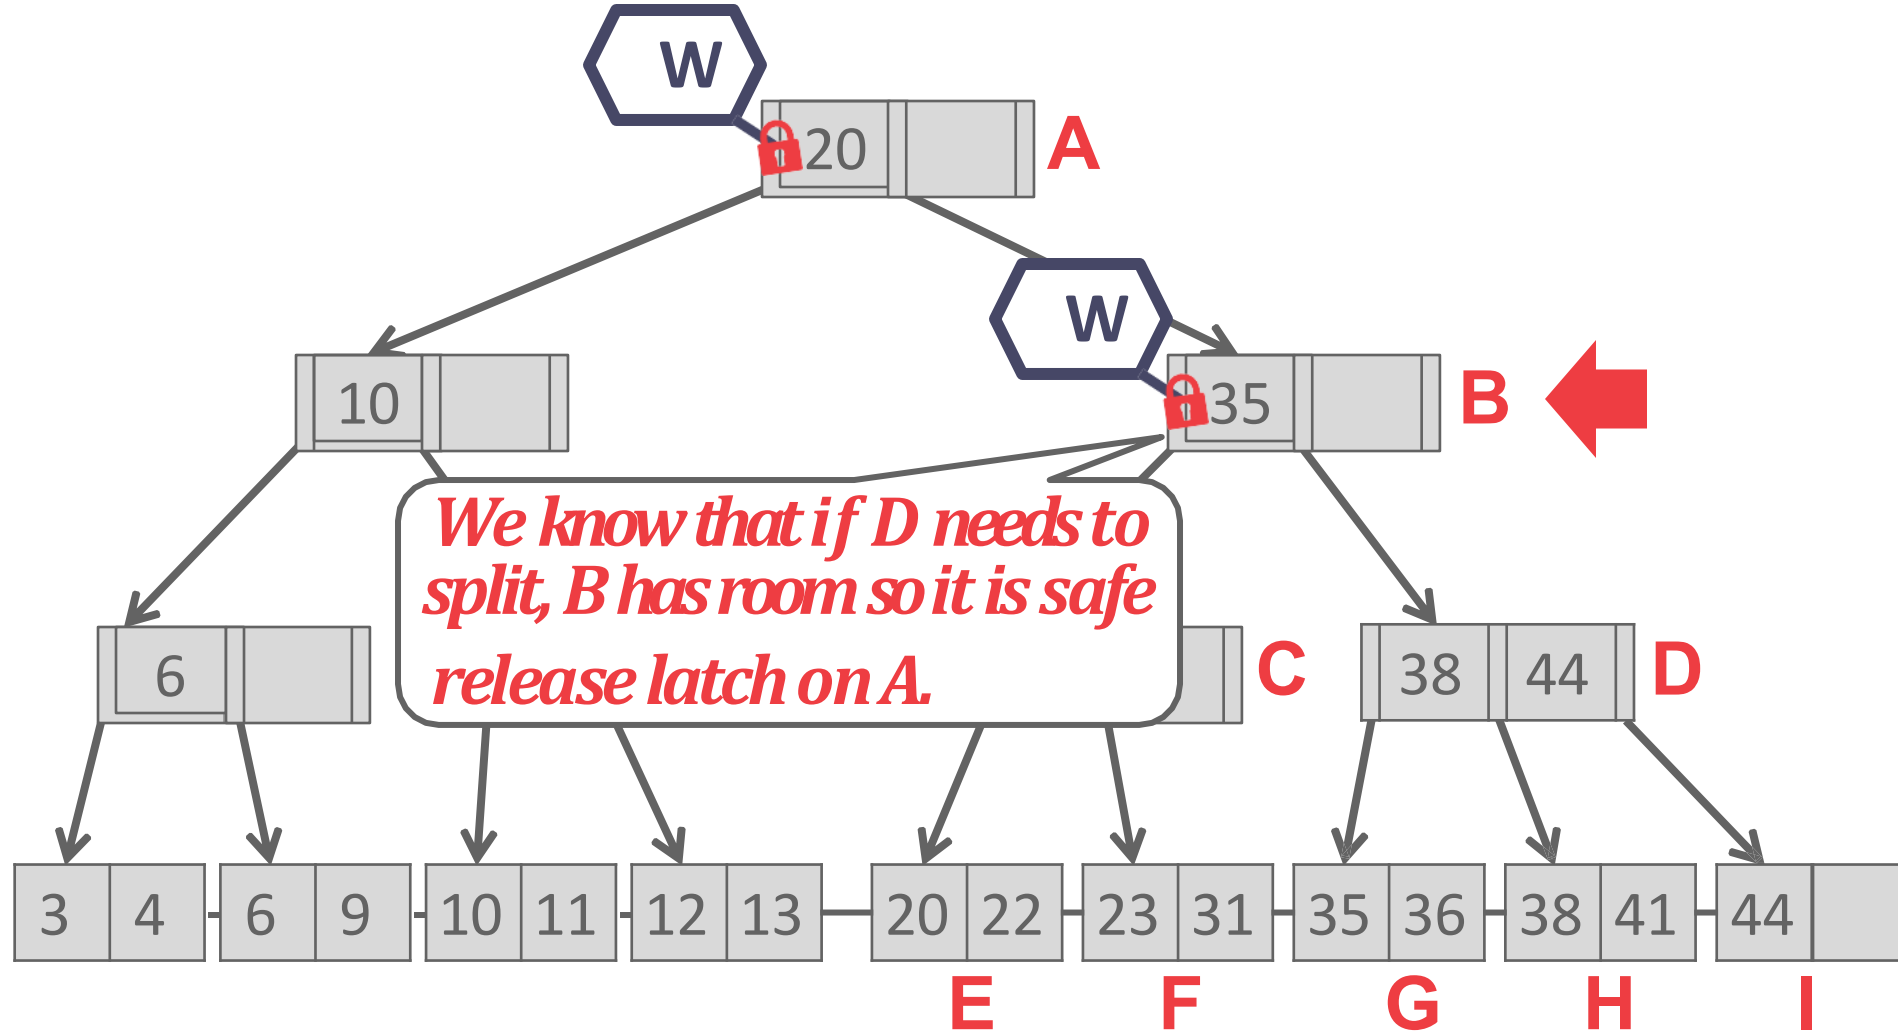 W
20
A
W
10
35
B
We know that if D needs to
split, B has room so it is safe
release latch on A.
6
C
38 44
D
3 4 6 9 10 11 12 13 20 22 23 31 35 36 38 41 44
E F G H I